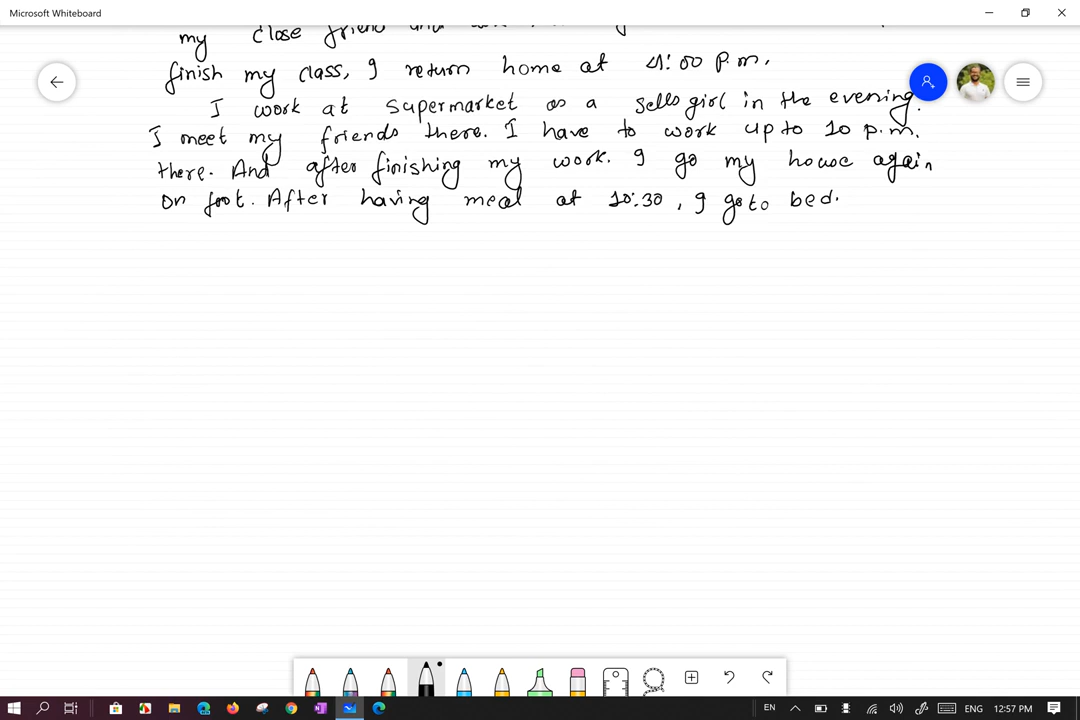 Microsoft Whiteboard
my close friend and
finish my class, I return home at 4:00 p.m.
I work at supermarket as a sells girl in the evening.
I meet my friends there. I have to work up to 10 p.m.
there. And after finishing my work. I go my house again
on foot. After having meal at 10:30, I go to bed.
EN
ENG
12:57 PM